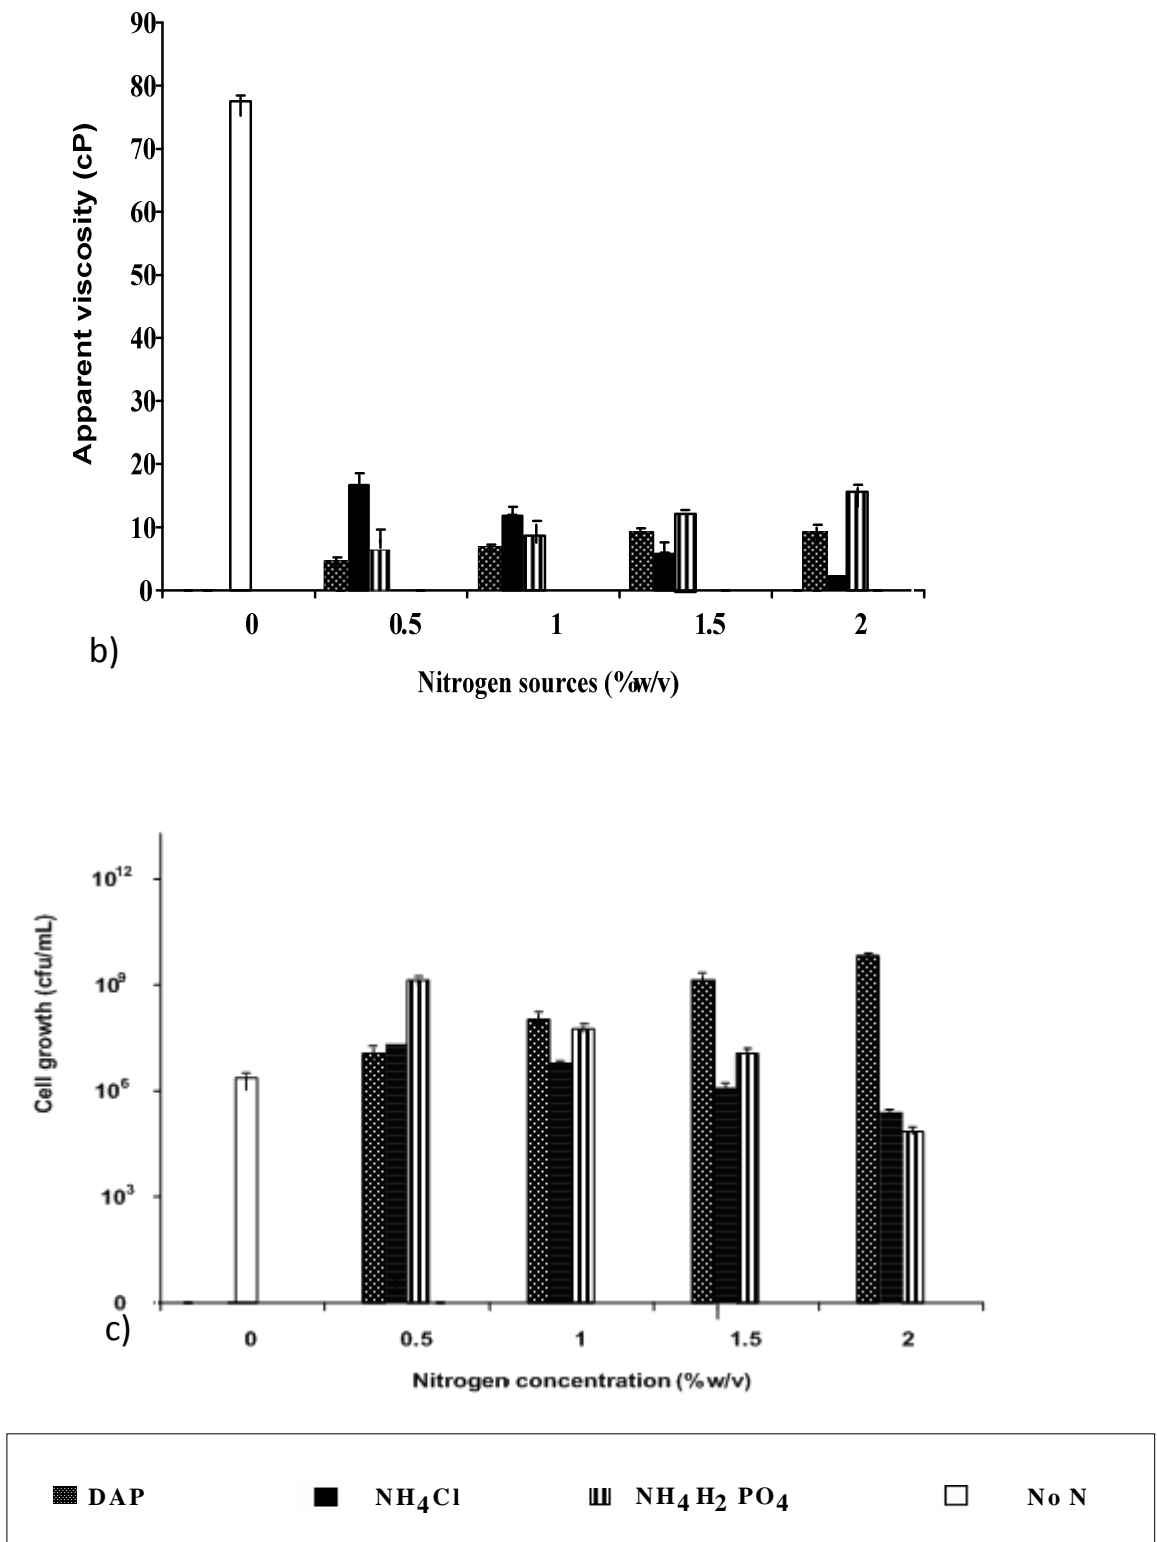 90
80
70
60
50
40
30
20
10
0
Apparent viscosity (cP)
0 0.5 1 1.5 2
b)
Nitrogen sources (%w/v)
10¹²
10⁹
10⁶
10³
0
Cell growth (cfu/mL)
c)
0 0.5 1 1.5 2
Nitrogen concentration (%w/v)
DAP NH₄Cl NH₄H₂PO₄ No N